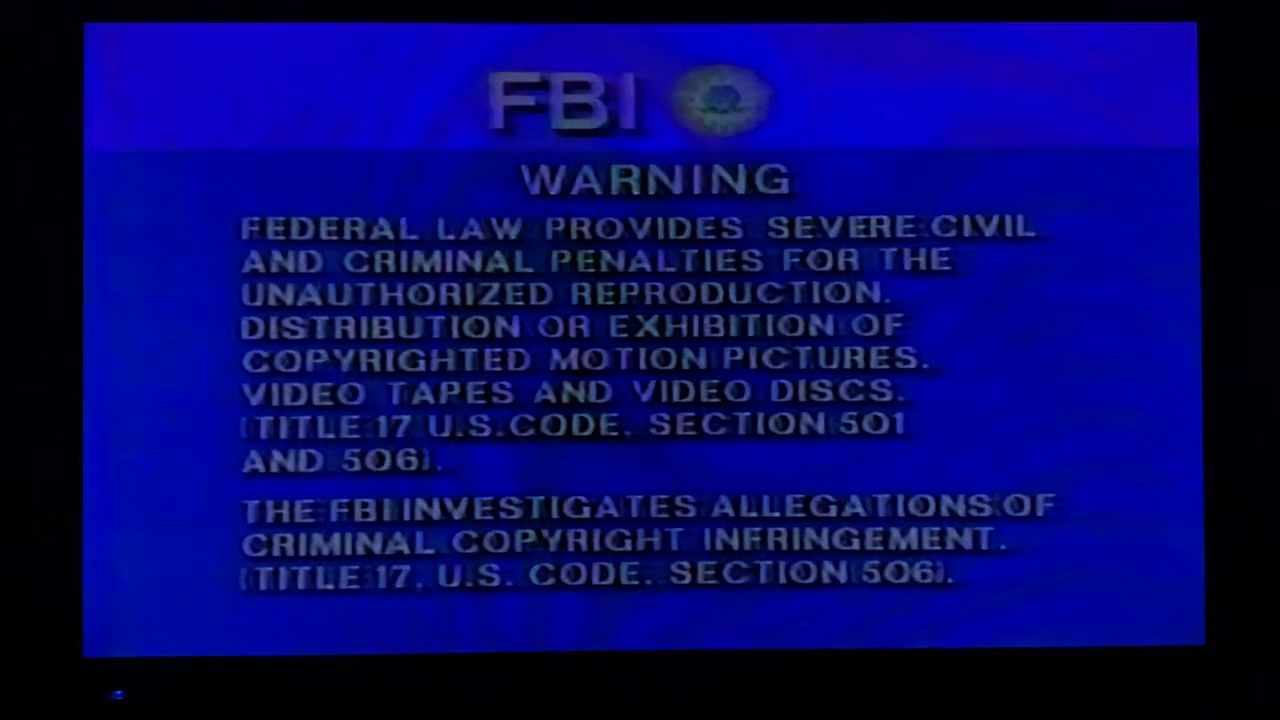 FBI
WARNING
FEDERAL LAW PROVIDES SEVERE CIVIL
AND CRIMINAL PENALTIES FOR THE
UNAUTHORIZED REPRODUCTION.
DISTRIBUTION OR EXHIBITION OF
COPYRIGHTED MOTION PICTURES.
VIDEO TAPES AND VIDEO DISCS.
(TITLE 17 U.S. CODE. SECTION 501
AND 506).
THE FBI INVESTIGATES ALLEGATIONS OF
CRIMINAL COPYRIGHT INFRINGEMENT.
(TITLE 17, U.S. CODE. SECTION 506).